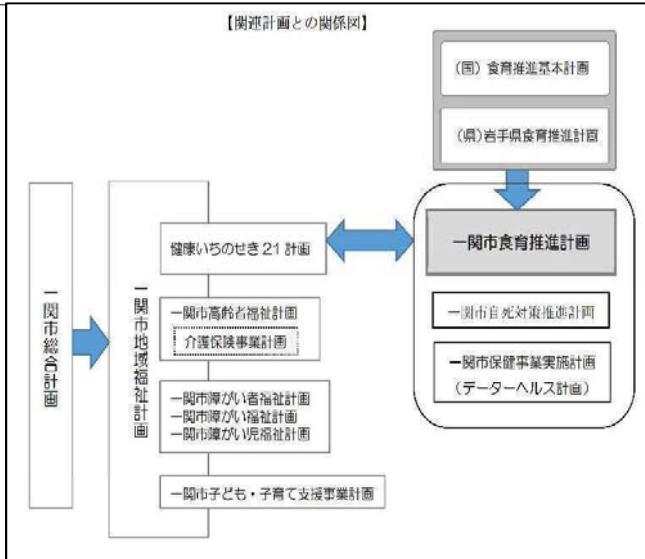 【関連計画との関係図】
(国) 食育推進基本計画
(県)岩手県食育推進計画
一関市総合計画
一関市地域福祉計画
健康いちのせき21計画
一関市高齢者福祉計画
介護保険事業計画
一関市障がい者福祉計画
一関市障がい福祉計画
一関市障がい児福祉計画
一関市子ども・子育て支援事業計画
一関市食育推進計画
一関市自死対策推進計画
一関市保健事業実施計画
(データーヘルス計画)